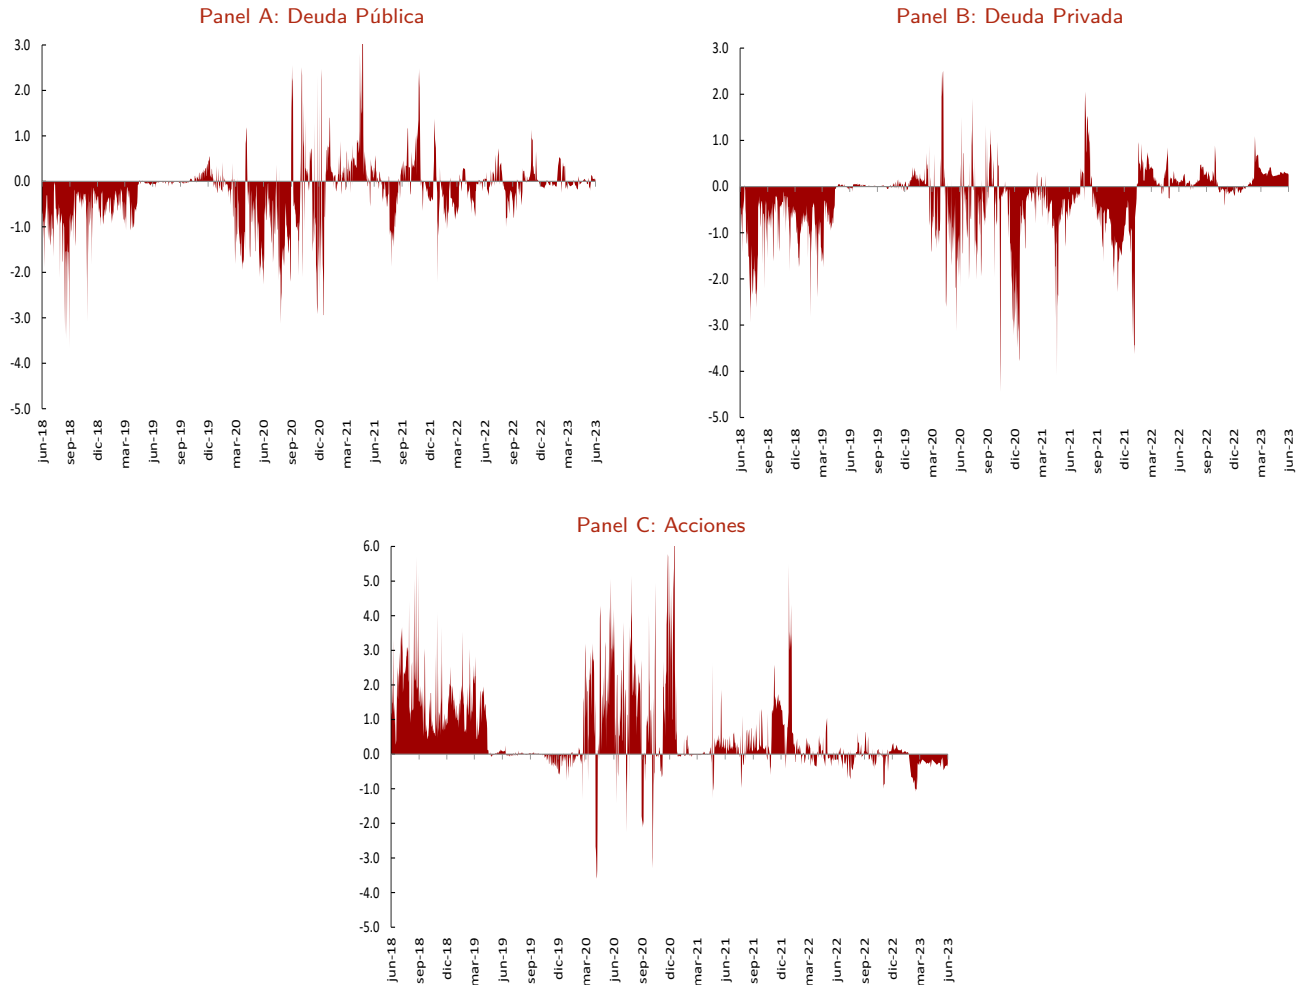 Panel A: Deuda Pública
3.0
2.0
1.0
0.0
-1.0
-2.0
-3.0
-4.0
-5.0
jun-18
sep-18
dic-18
mar-19
jun-19
sep-19
dic-19
mar-20
jun-20
sep-20
dic-20
mar-21
jun-21
sep-21
dic-21
mar-22
jun-22
sep-22
dic-22
mar-23
jun-23
Panel B: Deuda Privada
3.0
2.0
1.0
0.0
-1.0
-2.0
-3.0
-4.0
-5.0
jun-18
sep-18
dic-18
mar-19
jun-19
sep-19
dic-19
mar-20
jun-20
sep-20
dic-20
mar-21
jun-21
sep-21
dic-21
mar-22
jun-22
sep-22
dic-22
mar-23
jun-23
Panel C: Acciones
6.0
5.0
4.0
3.0
2.0
1.0
0.0
-1.0
-2.0
-3.0
-4.0
-5.0
jun-18
sep-18
dic-18
mar-19
jun-19
sep-19
dic-19
mar-20
jun-20
sep-20
dic-20
mar-21
jun-21
sep-21
dic-21
mar-22
jun-22
sep-22
dic-22
mar-23
jun-23